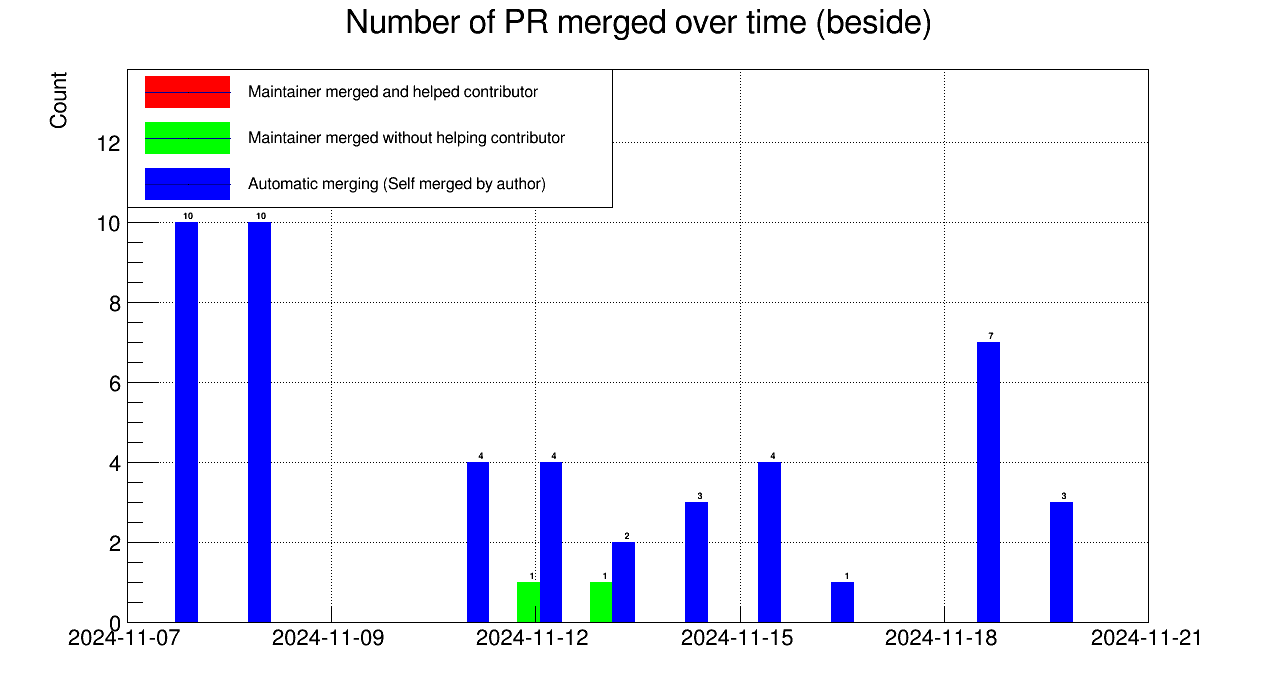 Number of PR merged over time (beside)
Count
Maintainer merged and helped contributor
Maintainer merged without helping contributor
Automatic merging (Self merged by author)
12
10
8
6
4
2
0
10 10 4 1 4 1 2 3 4 1 7 3
2024-11-07 2024-11-09 2024-11-12 2024-11-15 2024-11-18 2024-11-21